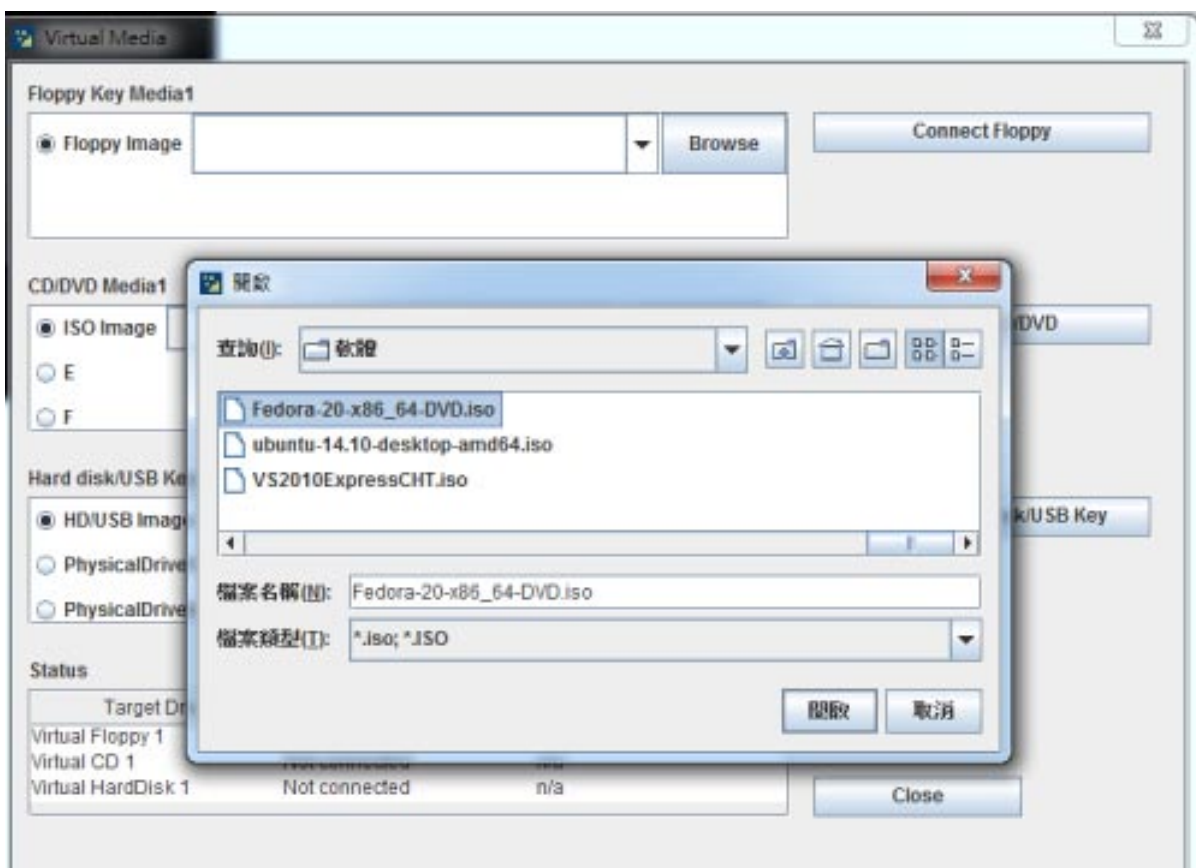 Virtual Media
Floppy Key Media1
Floppy Image
Browse
Connect Floppy
CD/DVD Media1
ISO Image
/DVD
E
F
Hard disk/USB Ke
HD/USB Imag
k/USB Key
PhysicalDrive
PhysicalDrive
開啟
查詢(I):
軟體
Fedora-20-x86_64-DVD.iso
ubuntu-14.10-desktop-amd64.iso
VS2010ExpressCHT.iso
檔案名稱(N): Fedora-20-x86_64-DVD.iso
檔案類型(T): *.iso; *.ISO
開啟 取消
Status
Target Dr
Virtual Floppy 1
Virtual CD 1 Not connected n/a
Virtual HardDisk 1 Not connected n/a
Close